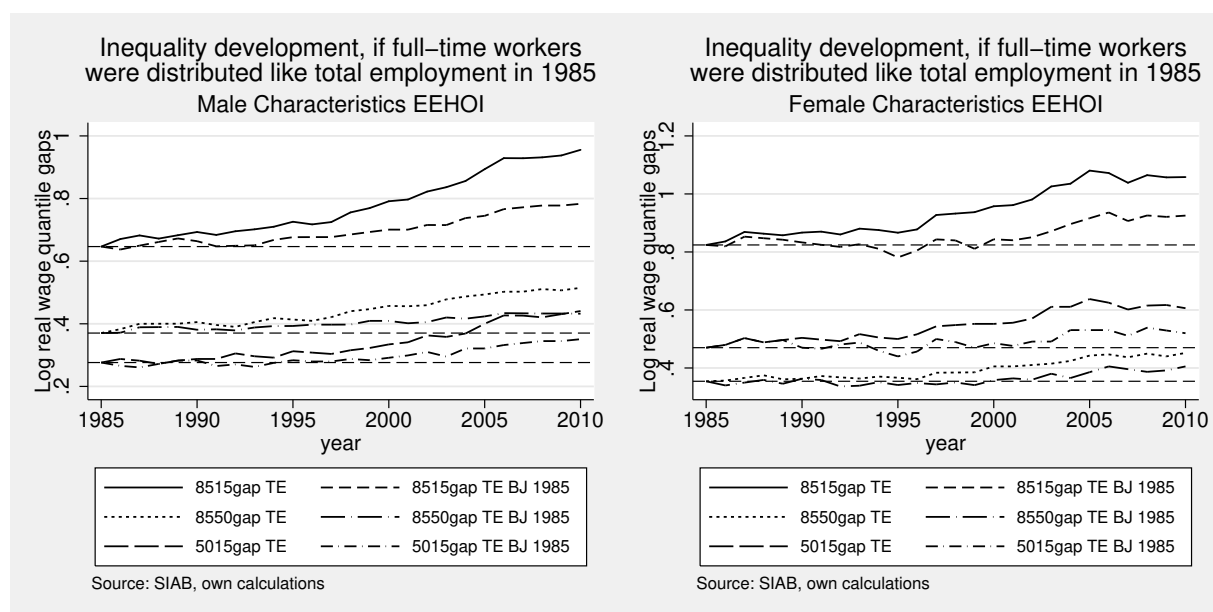 Inequality development, if full−time workers
were distributed like total employment in 1985
Male Characteristics EEHOI
Log real wage quantile gaps
1
.8
.6
.4
.2
1985 1990 1995 2000 2005 2010
year
8515gap TE 8515gap TE BJ 1985
8550gap TE 8550gap TE BJ 1985
5015gap TE 5015gap TE BJ 1985
Source: SIAB, own calculations
Inequality development, if full−time workers
were distributed like total employment in 1985
Female Characteristics EEHOI
Log real wage quantile gaps
1.2
1
.8
.6
.4
1985 1990 1995 2000 2005 2010
year
8515gap TE 8515gap TE BJ 1985
8550gap TE 8550gap TE BJ 1985
5015gap TE 5015gap TE BJ 1985
Source: SIAB, own calculations